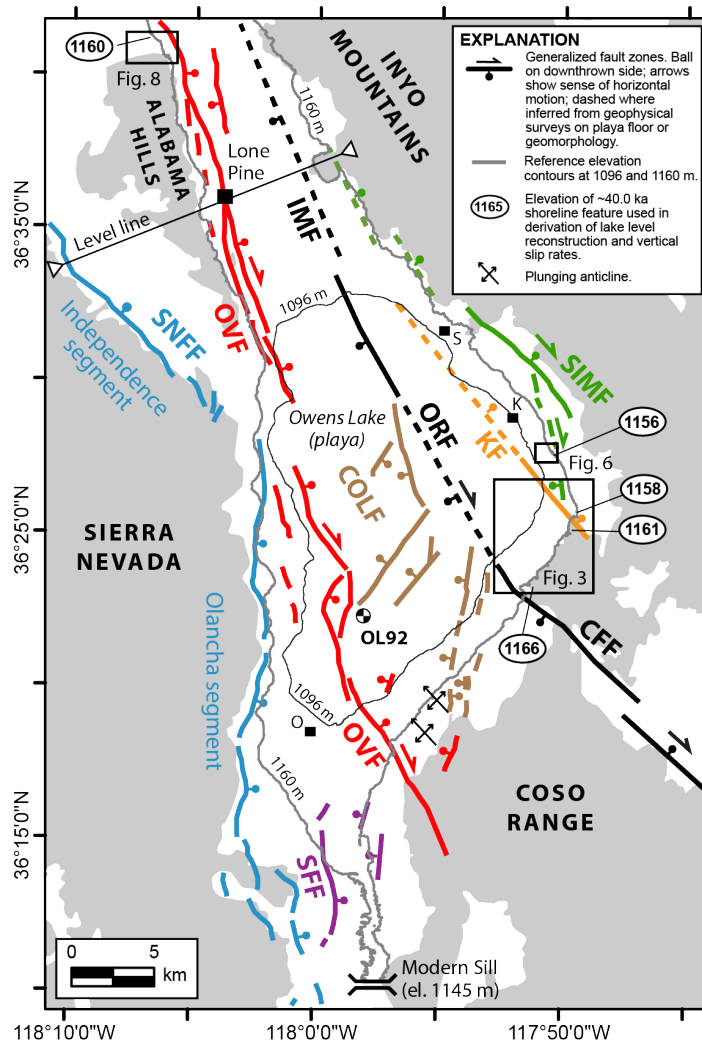 1160
Fig. 8
ALABAMA
HILLS
INYO
MOUNTAINS
1160 m
Lone
Pine
Level line
IMF
EXPLANATION
Generalized fault zones. Ball
on downthrown side; arrows
show sense of horizontal
motion; dashed where
inferred from geophysical
surveys on playa floor or
geomorphology.
Reference elevation
contours at 1096 and 1160 m.
1165
Elevation of ~40.0 ka
shoreline feature used in
derivation of lake level
reconstruction and vertical
slip rates.
Plunging anticline.
36°35'0"N
SNFF
Independence
segment
OVF
1096 m
S
SIMF
Owens Lake
(playa)
ORF
K
KF
1156
Fig. 6
COLF
1158
1161
36°25'0"N
SIERRA
NEVADA
Fig. 3
Olancha segment
OL92
1166
CFF
1096 m
O
OVF
1160 m
COSO
RANGE
36°15'0"N
SFF
0 5
km
Modern Sill
(el. 1145 m)
118°10'0"W 118°0'0"W 117°50'0"W